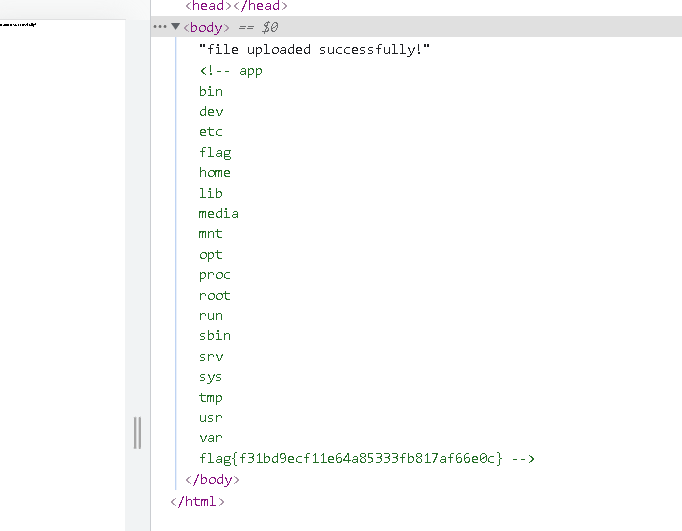 <head></head>
··· ▼ <body> == $0
"file uploaded successfully!"
<!-- app
bin
dev
etc
flag
home
lib
media
mnt
opt
proc
root
run
sbin
srv
sys
tmp
usr
var
flag{f31bd9ecf11e64a85333fb817af66e0c} -->
</body>
</html>